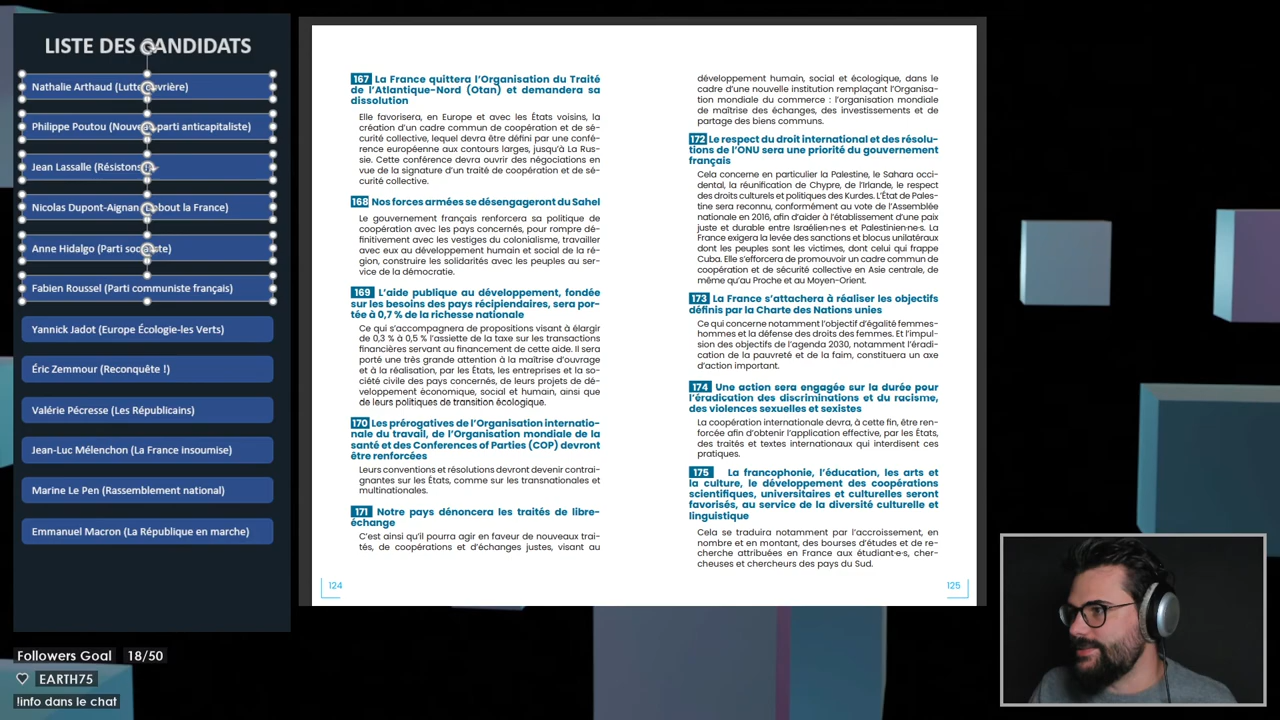 LISTE DES CANDIDATS
Nathalie Arthaud (Lutte ouvrière)
Philippe Poutou (Nouveau parti anticapitaliste)
Jean Lassalle (Résistons
Nicolas Dupont-Aignan (Debout La France)
Anne Hidalgo (Parti socialiste)
Fabien Roussel (Parti communiste français)
Yannick Jadot (Europe Écologie-les Verts)
Éric Zemmour (Reconquête !)
Valérie Pécresse (Les Républicains)
Jean-Luc Mélenchon (La France insoumise)
Marine Le Pen (Rassemblement national)
Emmanuel Macron (La République en marche)
Followers Goal 18/50
EARTH75
!info dans le chat
167 La France quittera l’Organisation du Traité
de l’Atlantique-Nord (Otan) et demandera sa
dissolution
Elle favorisera, en Europe et avec les États voisins, la
création d’un cadre commun de coopération et de sé-
curité collective, lequel devra être défini par une confé-
rence européenne aux contours larges, jusqu’à La Rus-
sie. Cette conférence devra ouvrir des négociations en
vue de la signature d’un traité de coopération et de sé-
curité collective.
168 Nos forces armées se désengageront du Sahel
Le gouvernement français renforcera sa politique de
coopération avec les pays concernés, pour rompre dé-
finitivement avec les vestiges du colonialisme, travailler
avec eux au développement humain et social de la ré-
gion, construire les solidarités avec les peuples au ser-
vice de la démocratie.
169 L’aide publique au développement, fondée
sur les besoins des pays récipiendaires, sera por-
tée à 0,7 % de la richesse nationale
Ce qui s’accompagnera de propositions visant à élargir
de 0,3 % à 0,5 % l’assiette de la taxe sur les transactions
financières servant au financement de cette aide. Il sera
porté une très grande attention à la maîtrise d’ouvrage
et à la réalisation, par les États, les entreprises et la so-
ciété civile des pays concernés, de leurs projets de dé-
veloppement économique, social et humain, ainsi que
de leurs politiques de transition écologique.
170 Les prérogatives de l’Organisation internatio-
nale du travail, de l’Organisation mondiale de la
santé et des Conferences of Parties (COP) devront
être renforcées
Leurs conventions et résolutions devront devenir contrai-
gnantes sur les États, comme sur les transnationales et
multinationales.
171 Notre pays dénoncera les traités de libre-
échange
C’est ainsi qu’il pourra agir en faveur de nouveaux trai-
tés, de coopérations et d’échanges justes, visant au
124
développement humain, social et écologique, dans le
cadre d’une nouvelle institution remplaçant l’Organisa-
tion mondiale du commerce : l’organisation mondiale
de maîtrise des échanges, des investissements et de
partage des biens communs.
172 Le respect du droit international et des résolu-
tions de l’ONU sera une priorité du gouvernement
français
Cela concerne en particulier la Palestine, le Sahara occi-
dental, la réunification de Chypre, de l’Irlande, le respect
des droits culturels et politiques des Kurdes. L’État de Pales-
tine sera reconnu, conformément au vote de l’Assemblée
nationale en 2016, afin d’aider à l’établissement d’une paix
juste et durable entre Israélien·ne·s et Palestinien·ne·s. La
France exigera la levée des sanctions et blocus unilatéraux
dont les peuples sont les victimes, dont celui qui frappe
Cuba. Elle s’efforcera de promouvoir un cadre commun de
coopération et de sécurité collective en Asie centrale, de
même qu’au Proche et au Moyen-Orient.
173 La France s’attachera à réaliser les objectifs
définis par la Charte des Nations unies
Ce qui concerne notamment l’objectif d’égalité femmes-
hommes et la défense des droits des femmes. Et l’impul-
sion des objectifs de l’agenda 2030, notamment l’éradi-
cation de la pauvreté et de la faim, constituera un axe
d’action important.
174 Une action sera engagée sur la durée pour
l’éradication des discriminations et du racisme,
des violences sexuelles et sexistes
La coopération internationale devra, à cette fin, être ren-
forcée afin d’obtenir l’application effective, par les États,
des traités et textes internationaux qui interdisent ces
pratiques.
175 La francophonie, l’éducation, les arts et
la culture, le développement des coopérations
scientifiques, universitaires et culturelles seront
favorisés, au service de la diversité culturelle et
linguistique
Cela se traduira notamment par l’accroissement, en
nombre et en montant, des bourses d’études et de re-
cherche attribuées en France aux étudiant·e·s, cher-
cheuses et chercheurs des pays du Sud.
125